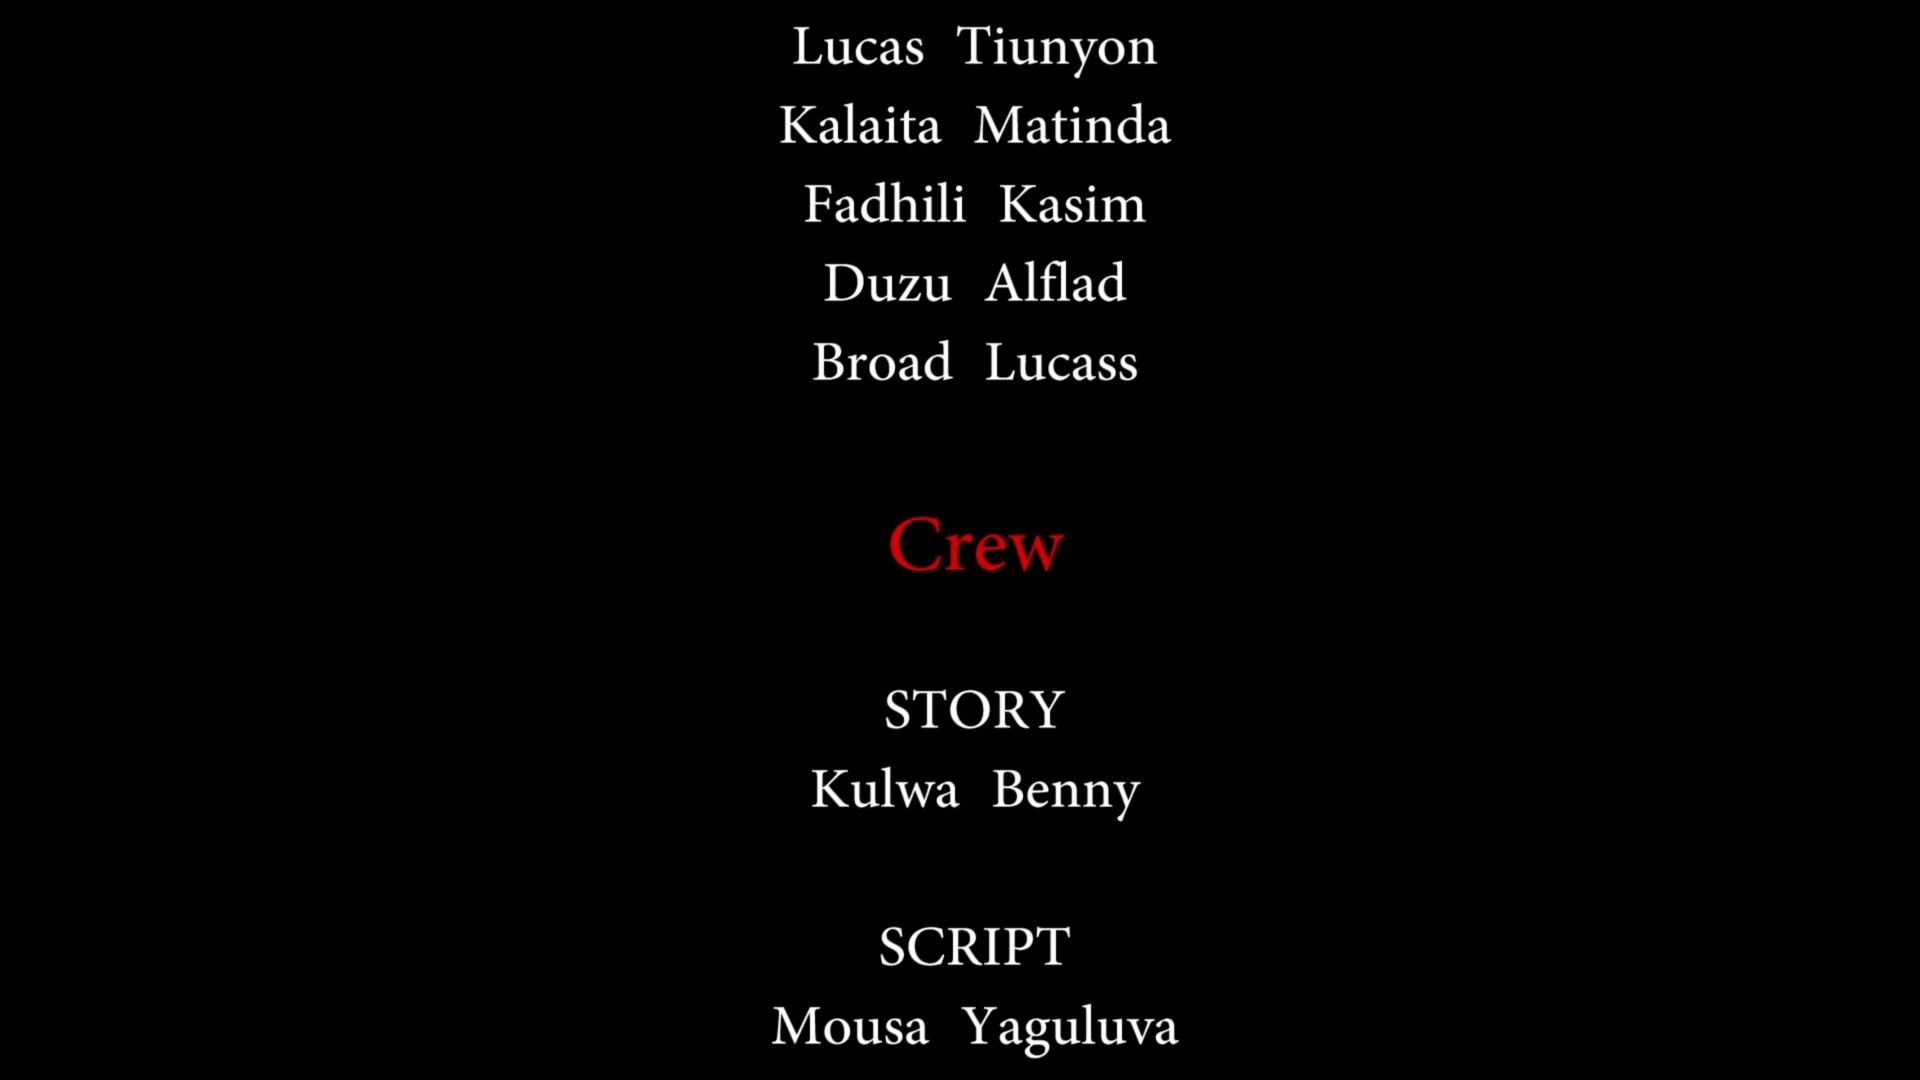 Lucas Tiunyon
Kalaita Matinda
Fadhili Kasim
Duzu Alflad
Broad Lucass
Crew
STORY
Kulwa Benny
SCRIPT
Mousa Yaguluva